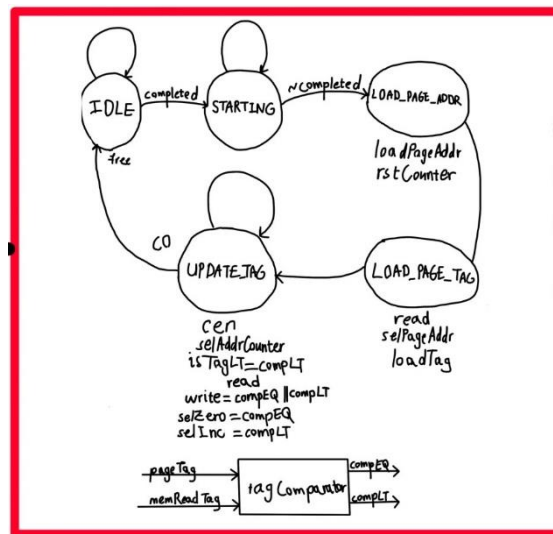 completed
~completed
IDLE
STARTING
LOAD_PAGE_ADDR
free
loadPageAddr
rstCounter
CO
UPDATE_TAG
LOAD_PAGE_TAG
cen
selAddrCounter
isTagLT=compLT
read
write=compEQ||compLT
selZero=compEQ
selInc=compLT
read
selPageAddr
loadTag
pageTag
memReadTag
tagComparator
compEQ
compLT